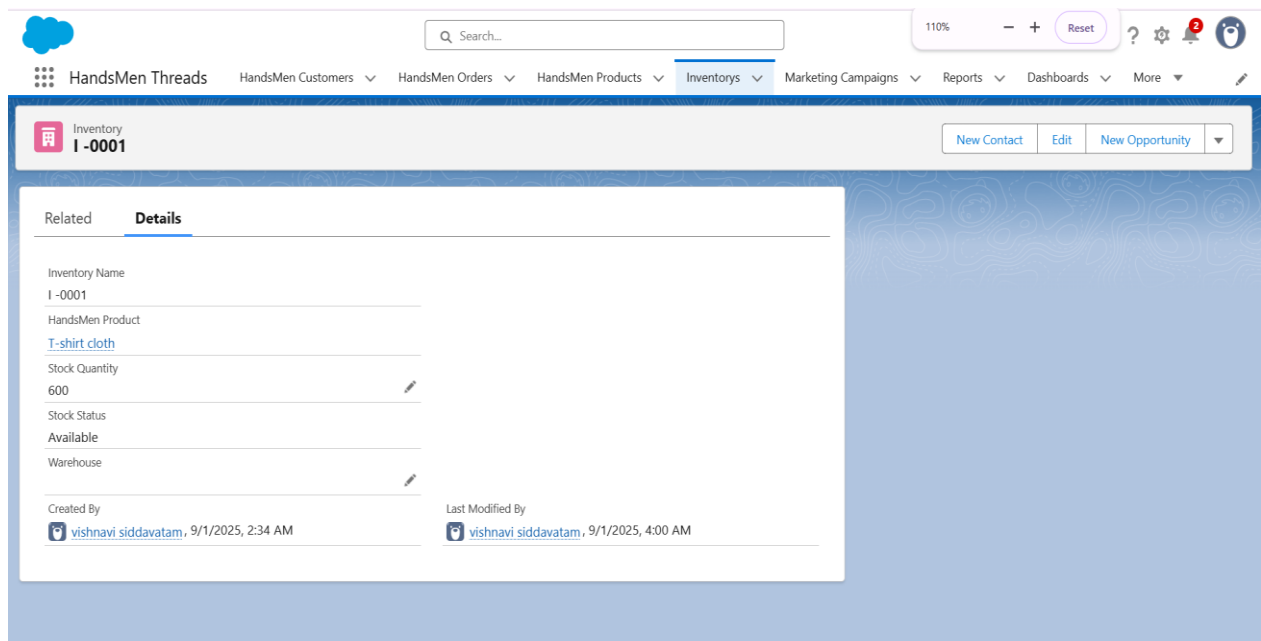 Search...
110% − + Reset
2
HandsMen Threads HandsMen Customers HandsMen Orders HandsMen Products Inventorys Marketing Campaigns Reports Dashboards More
Inventory
I -0001
New Contact Edit New Opportunity
Related Details
Inventory Name
I -0001
HandsMen Product
T-shirt cloth
Stock Quantity
600
Stock Status
Available
Warehouse
Created By Last Modified By
vishnavi siddavatam, 9/1/2025, 2:34 AM vishnavi siddavatam, 9/1/2025, 4:00 AM